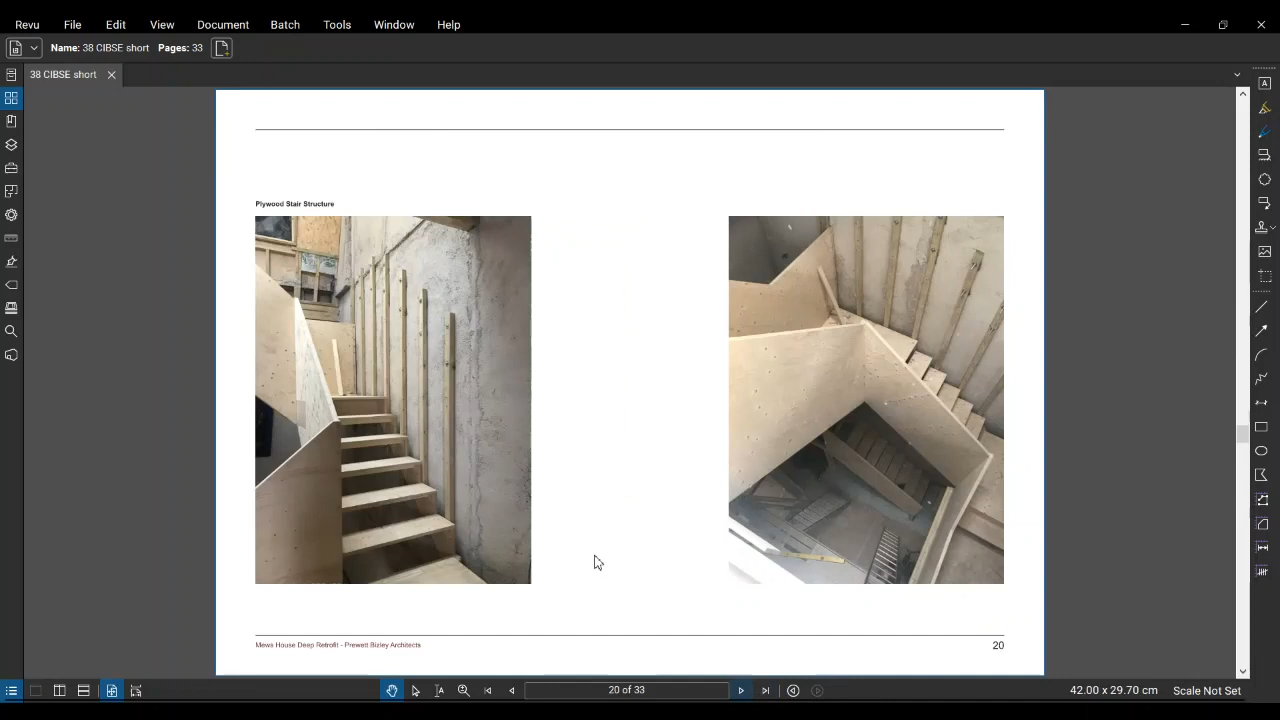 Revu File Edit View Document Batch Tools Window Help
Name: 38 CIBSE short Pages: 33
38 CIBSE short
Plywood Stair Structure
Mews House Deep Retrofit - Prewett Bizley Architects
20
20 of 33
42.00 x 29.70 cm Scale Not Set